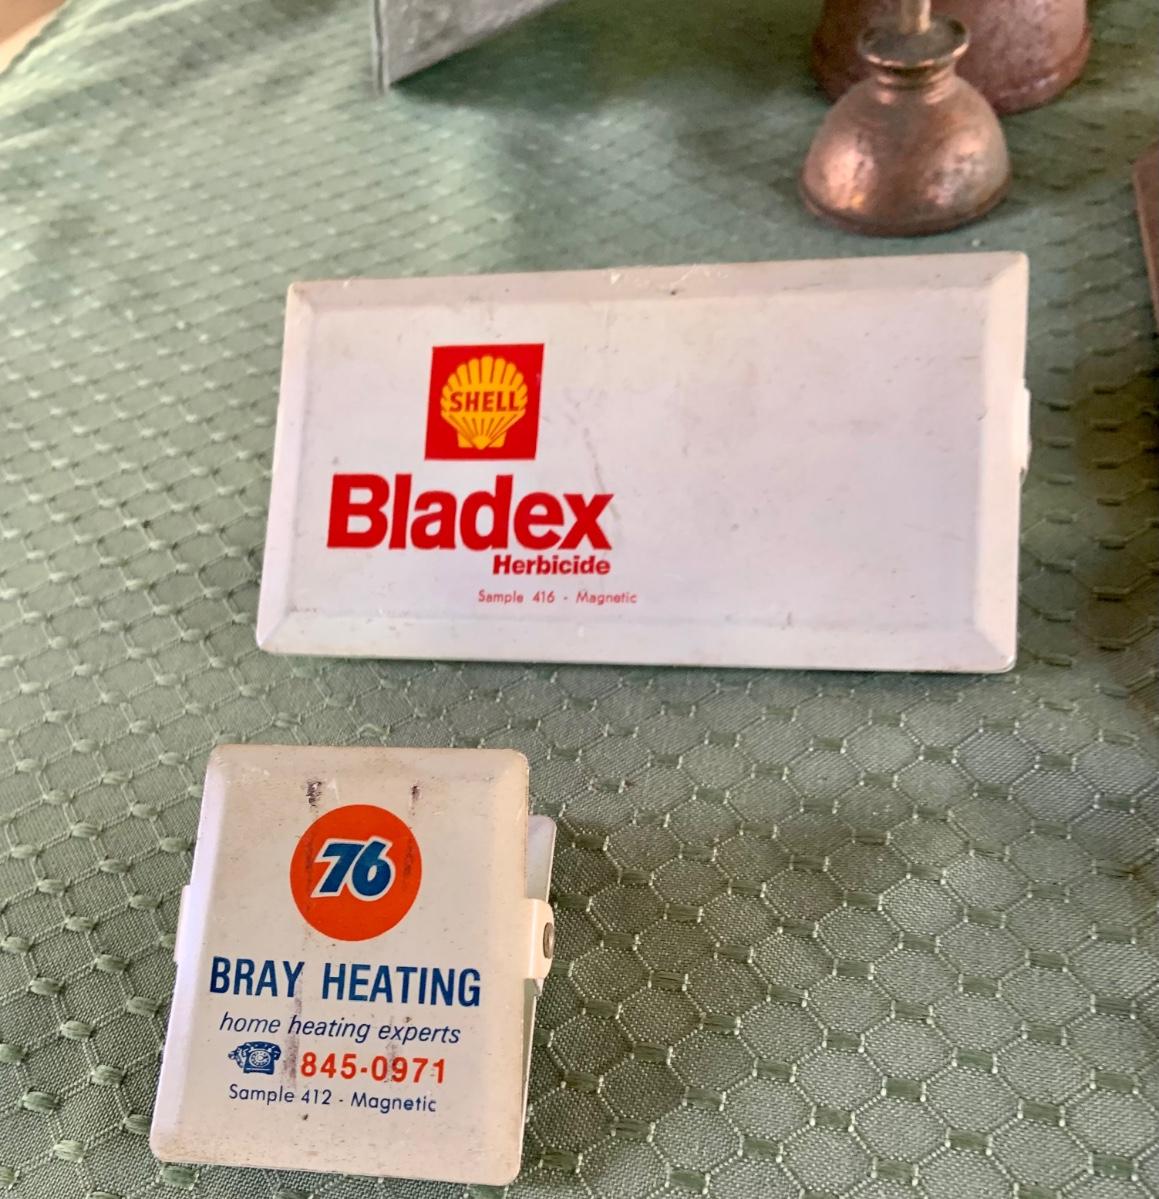 SHELL
Bladex
Herbicide
Sample 416 - Magnetic
76
BRAY HEATING
home heating experts
845-0971
Sample 412 - Magnetic